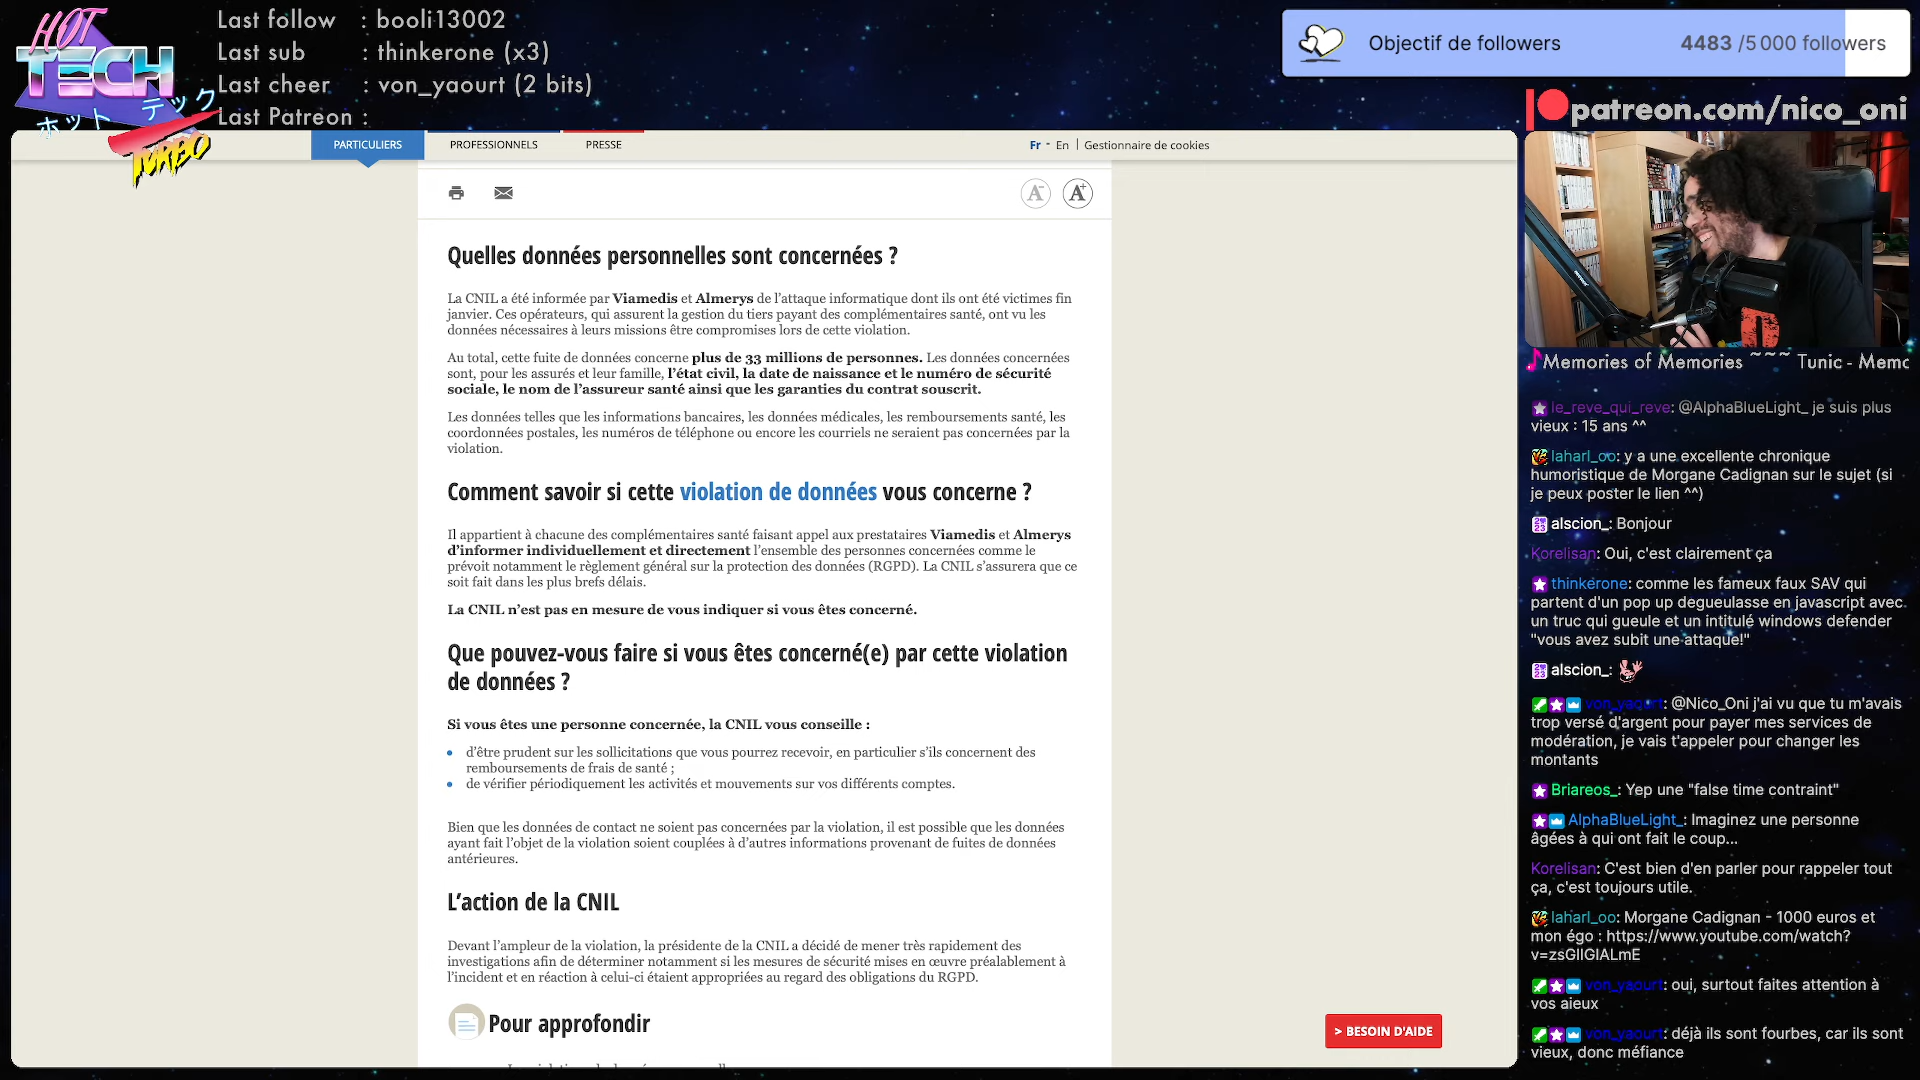 HOT
TECH
ホット テック
TURBO
Last follow : booli13002
Last sub : thinkerone (x3)
Last cheer : von_yaourt (2 bits)
Last Patreon :
Objectif de followers 4483 /5 000 followers
patreon.com/nico_oni
PARTICULIERS PROFESSIONNELS PRESSE Fr - En | Gestionnaire de cookies
A- A+
Quelles données personnelles sont concernées ?
La CNIL a été informée par Viamedis et Almerys de l'attaque informatique dont ils ont été victimes fin
janvier. Ces opérateurs, qui assurent la gestion du tiers payant des complémentaires santé, ont vu les
données nécessaires à leurs missions être compromises lors de cette violation.
Au total, cette fuite de données concerne plus de 33 millions de personnes. Les données concernées
sont, pour les assurés et leur famille, l'état civil, la date de naissance et le numéro de sécurité
sociale, le nom de l'assureur santé ainsi que les garanties du contrat souscrit.
Les données telles que les informations bancaires, les données médicales, les remboursements santé, les
coordonnées postales, les numéros de téléphone ou encore les courriels ne seraient pas concernées par la
violation.
Comment savoir si cette violation de données vous concerne ?
Il appartient à chacune des complémentaires santé faisant appel aux prestataires Viamedis et Almerys
d'informer individuellement et directement l'ensemble des personnes concernées comme le
prévoit notamment le règlement général sur la protection des données (RGPD). La CNIL s'assurera que ce
soit fait dans les plus brefs délais.
La CNIL n'est pas en mesure de vous indiquer si vous êtes concerné.
Que pouvez-vous faire si vous êtes concerné(e) par cette violation
de données ?
Si vous êtes une personne concernée, la CNIL vous conseille :
d'être prudent sur les sollicitations que vous pourrez recevoir, en particulier s'ils concernent des
remboursements de frais de santé ;
de vérifier périodiquement les activités et mouvements sur vos différents comptes.
Bien que les données de contact ne soient pas concernées par la violation, il est possible que les données
ayant fait l'objet de la violation soient couplées à d'autres informations provenant de fuites de données
antérieures.
L'action de la CNIL
Devant l'ampleur de la violation, la présidente de la CNIL a décidé de mener très rapidement des
investigations afin de déterminer notamment si les mesures de sécurité mises en œuvre préalablement à
l'incident et en réaction à celui-ci étaient appropriées au regard des obligations du RGPD.
Pour approfondir
> BESOIN D'AIDE
Memories of Memories ~~~ Tunic - Memo
le_reve_qui_reve: @AlphaBlueLight_ je suis plus
vieux : 15 ans ^^
laharl_oo: y a une excellente chronique
humoristique de Morgane Cadignan sur le sujet (si
je peux poster le lien ^^)
alscion_: Bonjour
Korelisan: Oui, c'est clairement ça
thinkerone: comme les fameux faux SAV qui
partent d'un pop up degueulasse en javascript avec
un truc qui gueule et un intitulé windows defender
"vous avez subit une attaque!"
alscion_:
von_yaourt: @Nico_Oni j'ai vu que tu m'avais
trop versé d'argent pour payer mes services de
modération, je vais t'appeler pour changer les
montants
Briareos_: Yep une "false time contraint"
AlphaBlueLight_: Imaginez une personne
âgées à qui ont fait le coup...
Korelisan: C'est bien d'en parler pour rappeler tout
ça, c'est toujours utile.
laharl_oo: Morgane Cadignan - 1000 euros et
mon égo : https://www.youtube.com/watch?
v=zsGlIGIALmE
von_yaourt: oui, surtout faites attention à
vos aieux
von_yaourt: déjà ils sont fourbes, car ils sont
vieux, donc méfiance